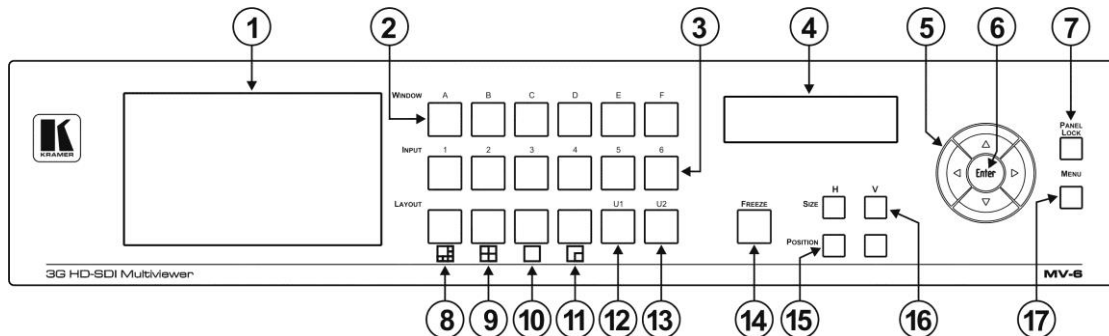 1 2 3 4 5 6 7
K
KRAMER
WINDOW A B C D E F
INPUT 1 2 3 4 5 6
LAYOUT U1 U2
FREEZE
SIZE H V
POSITION
Enter
PANEL LOCK
MENU
3G HD-SDI Multiviewer
MV-6
8 9 10 11 12 13 14 15 16 17